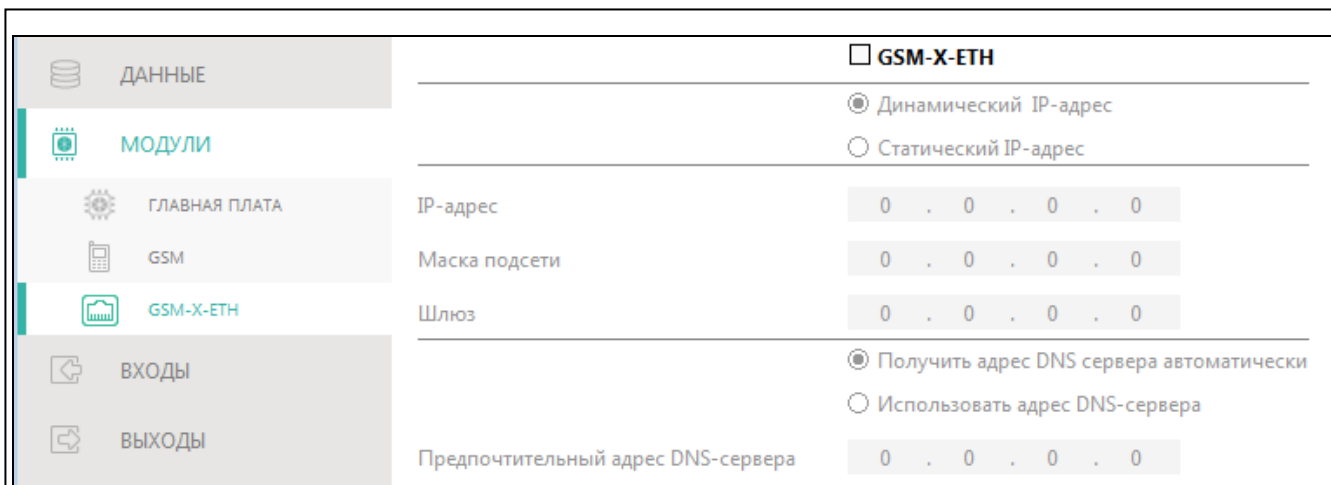 ДАННЫЕ
МОДУЛИ
ГЛАВНАЯ ПЛАТА
GSM
GSM-X-ETH
ВХОДЫ
ВЫХОДЫ
GSM-X-ETH
Динамический IP-адрес
Статический IP-адрес
IP-адрес 0 . 0 . 0 . 0
Маска подсети 0 . 0 . 0 . 0
Шлюз 0 . 0 . 0 . 0
Получить адрес DNS сервера автоматически
Использовать адрес DNS-сервера
Предпочтительный адрес DNS-сервера 0 . 0 . 0 . 0